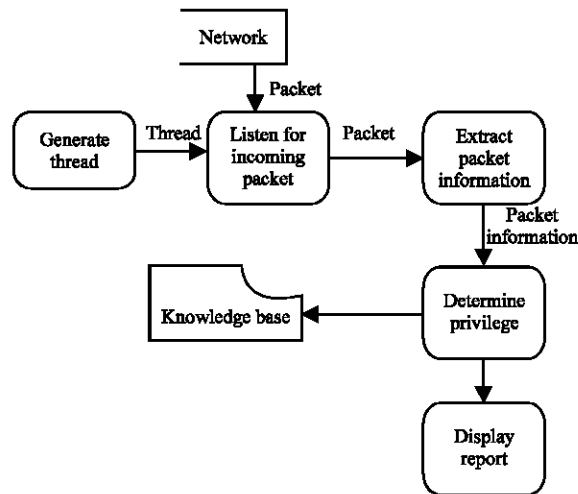 Network
Packet
Generate
thread
Thread
Listen for
incoming
packet
Packet
Extract
packet
information
Packet
information
Knowledge base
Determine
privilege
Display
report